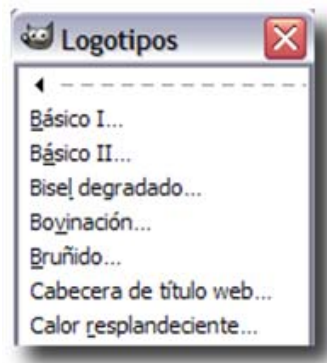 Logotipos
Básico I...
Básico II...
Bisel degradado...
Bovinación...
Bruñido...
Cabecera de título web...
Calor resplandeciente...